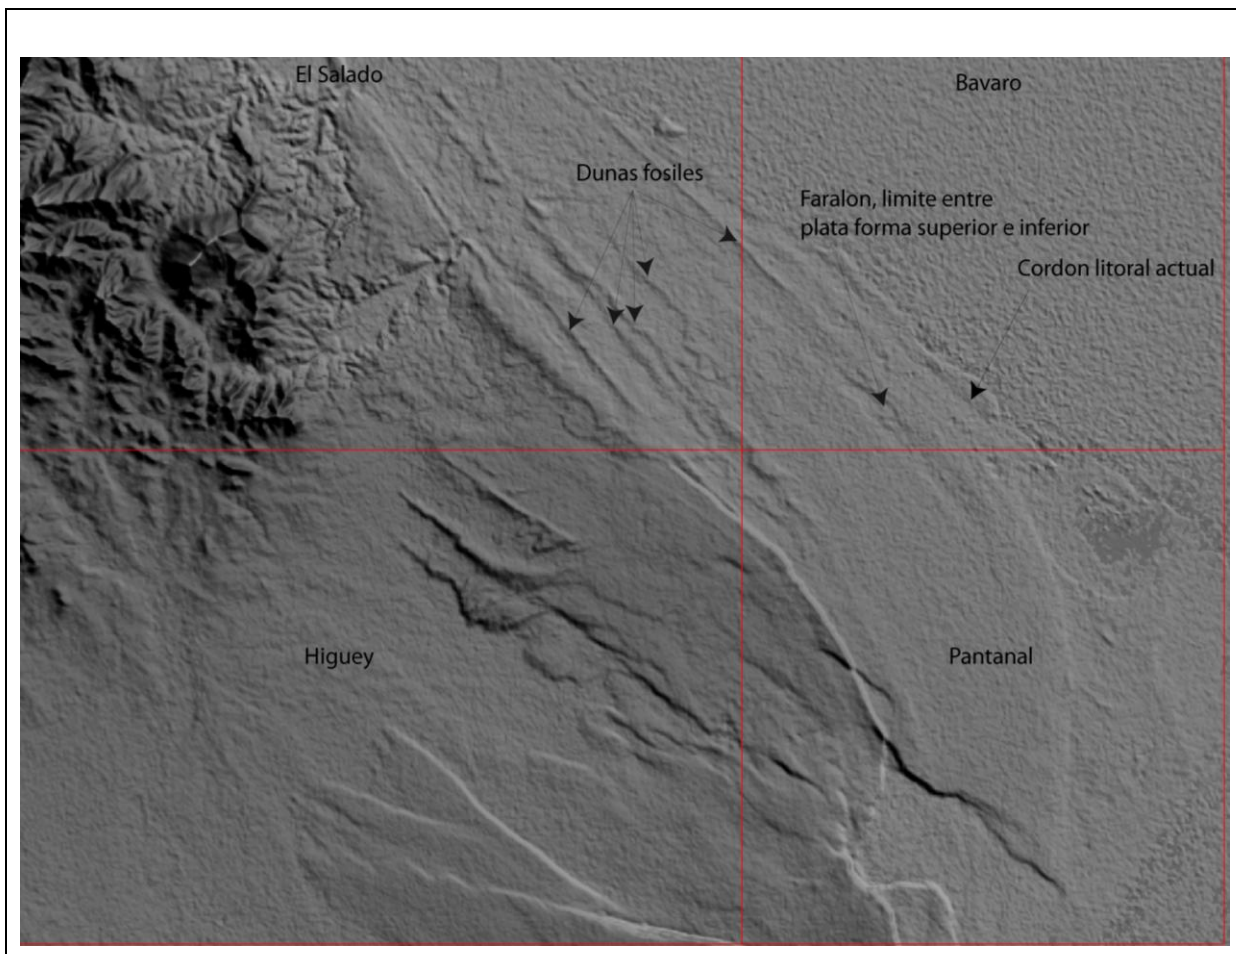 El Salado
Bavaro
Dunas fosiles
Faralon, limite entre
plata forma superior e inferior
Cordon litoral actual
Higuey
Pantanal